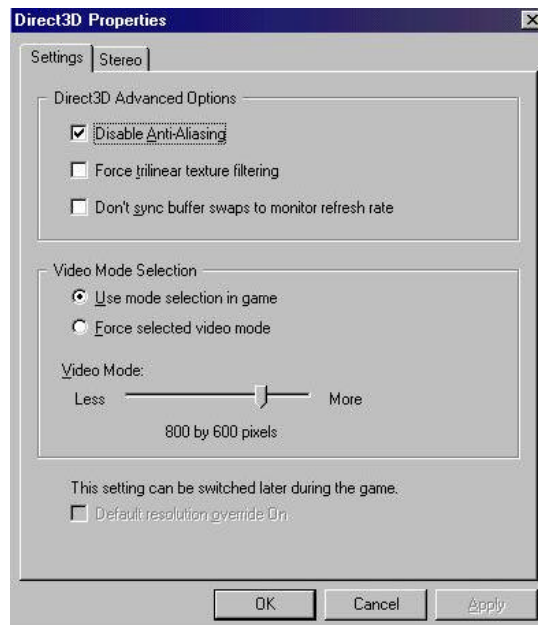 Direct3D Properties
Settings
Stereo
Direct3D Advanced Options
Disable Anti-Aliasing
Force trilinear texture filtering
Don't sync buffer swaps to monitor refresh rate
Video Mode Selection
Use mode selection in game
Force selected video mode
Video Mode:
Less More
800 by 600 pixels
This setting can be switched later during the game.
Default resolution override On
OK Cancel Apply